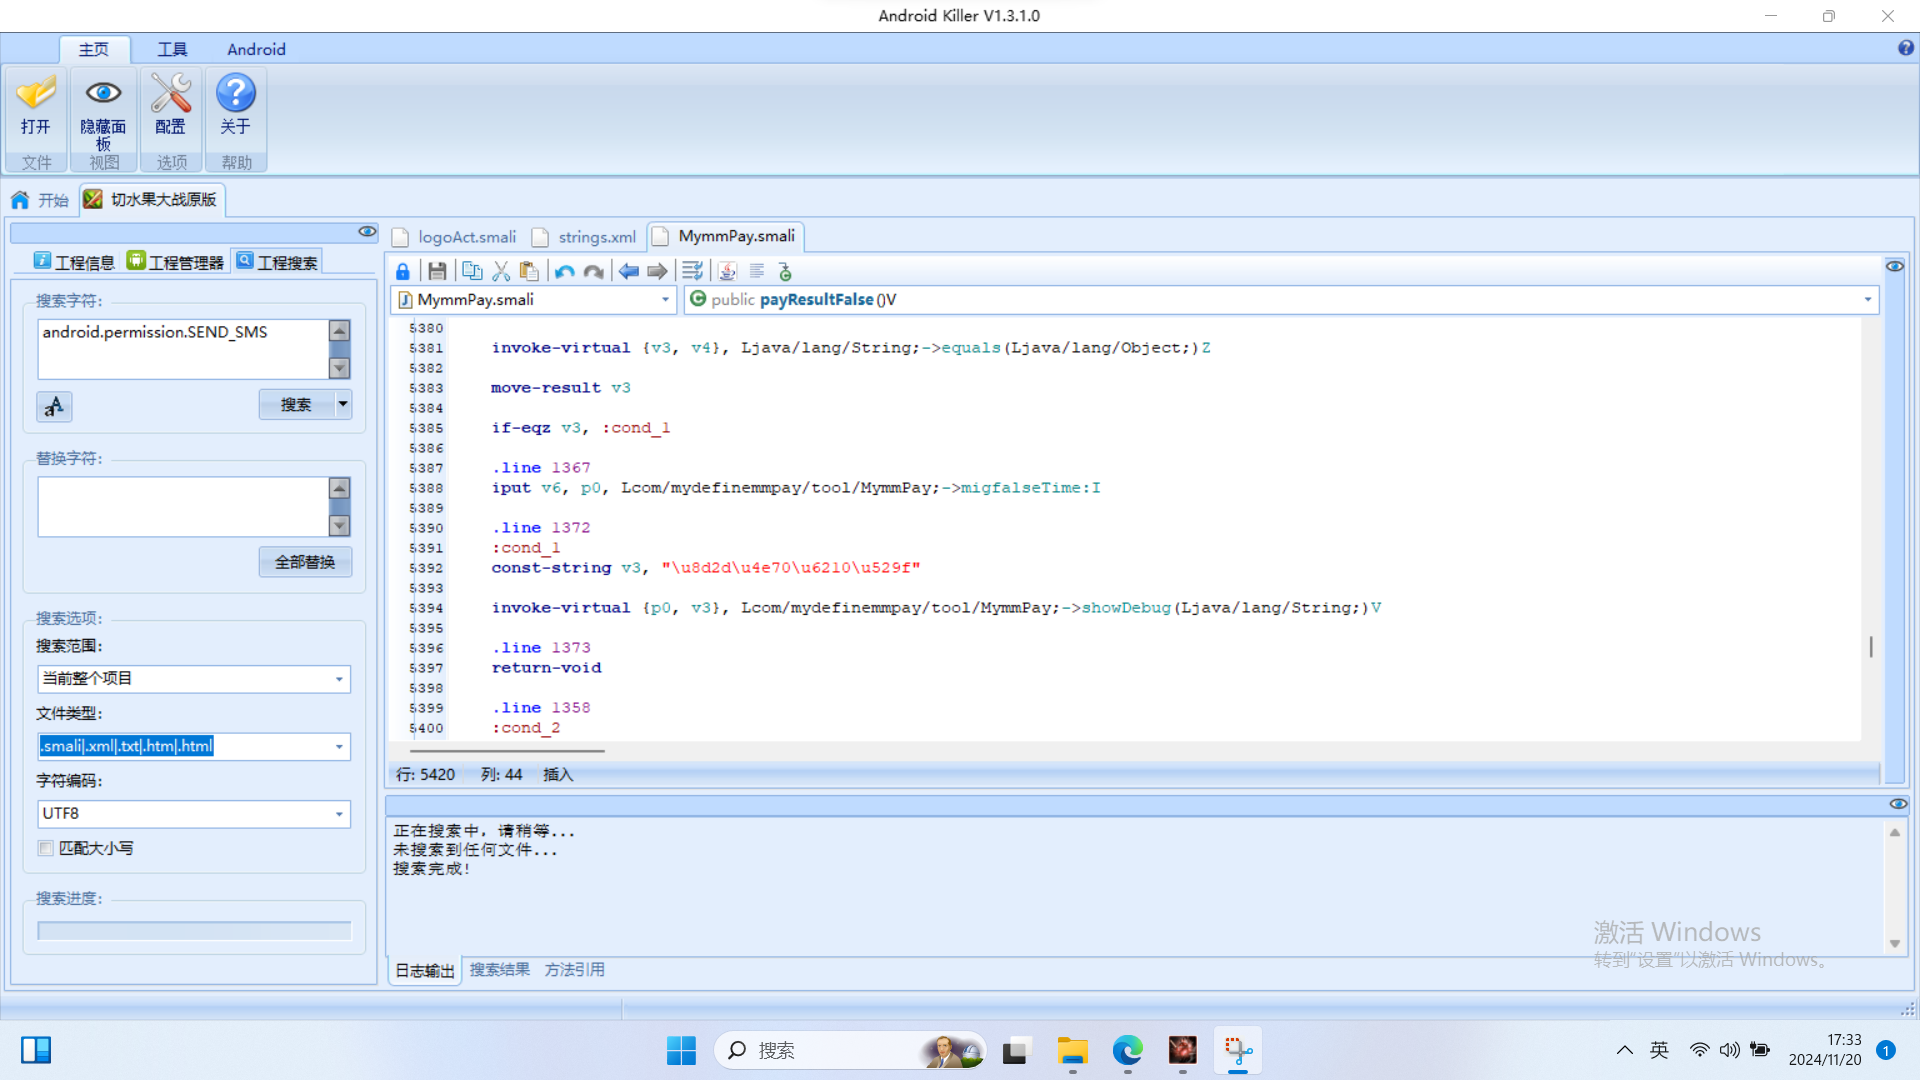 Android Killer V1.3.1.0
主页 工具 Android
打开 隐藏面板 配置 关于
文件 视图 选项 帮助
开始 切水果大战原版
工程信息 工程管理器 工程搜索
搜索字符:
android.permission.SEND_SMS
aA
搜索
替换字符:
全部替换
搜索选项:
搜索范围:
当前整个项目
文件类型:
.smali|.xml|.txt|.htm|.html
字符编码:
UTF8
匹配大小写
搜索进度:
logoAct.smali strings.xml MymmPay.smali
MymmPay.smali public payResultFalse()V
5380
5381 invoke-virtual {v3, v4}, Ljava/lang/String;->equals(Ljava/lang/Object;)Z
5382
5383 move-result v3
5384
5385 if-eqz v3, :cond_1
5386
5387 .line 1367
5388 iput v6, p0, Lcom/mydefinemmpay/tool/MymmPay;->migfalseTime:I
5389
5390 .line 1372
5391 :cond_1
5392 const-string v3, "\u8d2d\u4e70\u6210\u529f"
5393
5394 invoke-virtual {p0, v3}, Lcom/mydefinemmpay/tool/MymmPay;->showDebug(Ljava/lang/String;)V
5395
5396 .line 1373
5397 return-void
5398
5399 .line 1358
5400 :cond_2
行: 5420 列: 44 插入
正在搜索中，请稍等...
未搜索到任何文件...
搜索完成!
日志输出 搜索结果 方法引用
激活 Windows
转到"设置"以激活 Windows。
搜索
英
17:33
2024/11/20
1